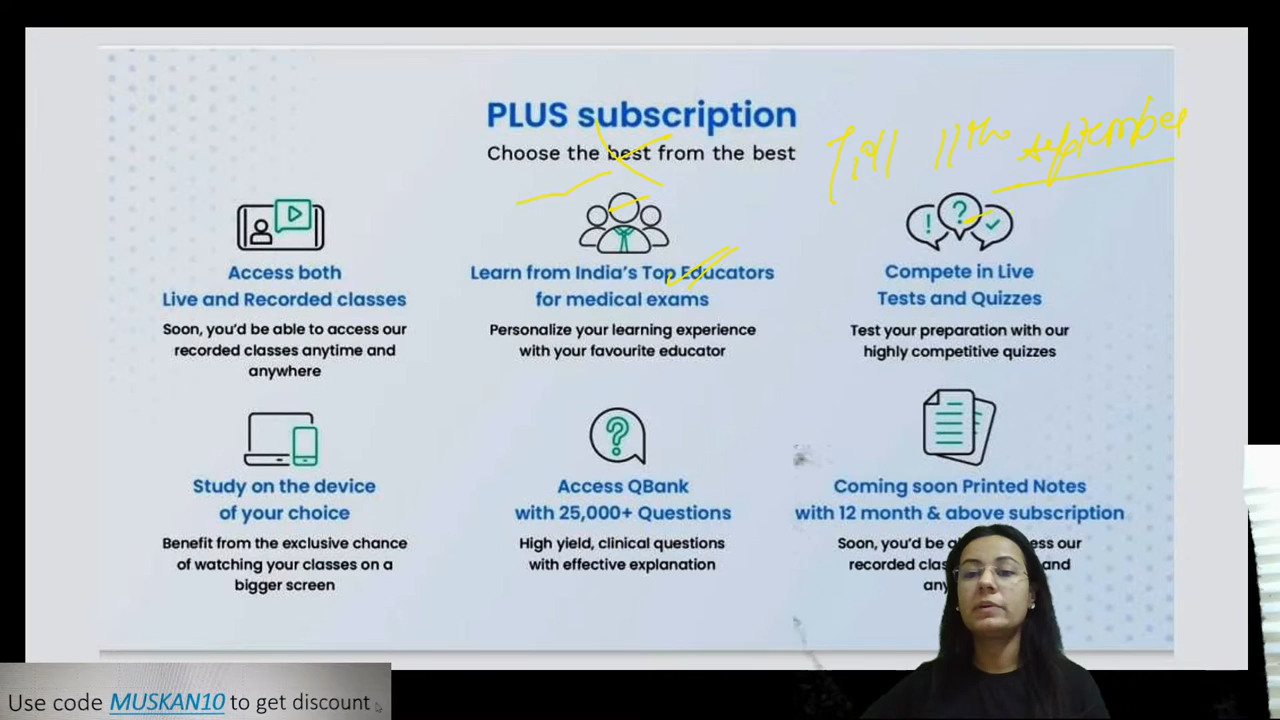 PLUS subscription
Choose the best from the best
Till 11th September
Access both
Live and Recorded classes
Soon, you'd be able to access our
recorded classes anytime and
anywhere
Learn from India's Top Educators
for medical exams
Personalize your learning experience
with your favourite educator
Compete in Live
Tests and Quizzes
Test your preparation with our
highly competitive quizzes
Study on the device
of your choice
Benefit from the exclusive chance
of watching your classes on a
bigger screen
Access QBank
with 25,000+ Questions
High yield, clinical questions
with effective explanation
Coming soon Printed Notes
with 12 month & above subscription
Soon, you'd be ess our
recorded and
Use code MUSKAN10 to get discount